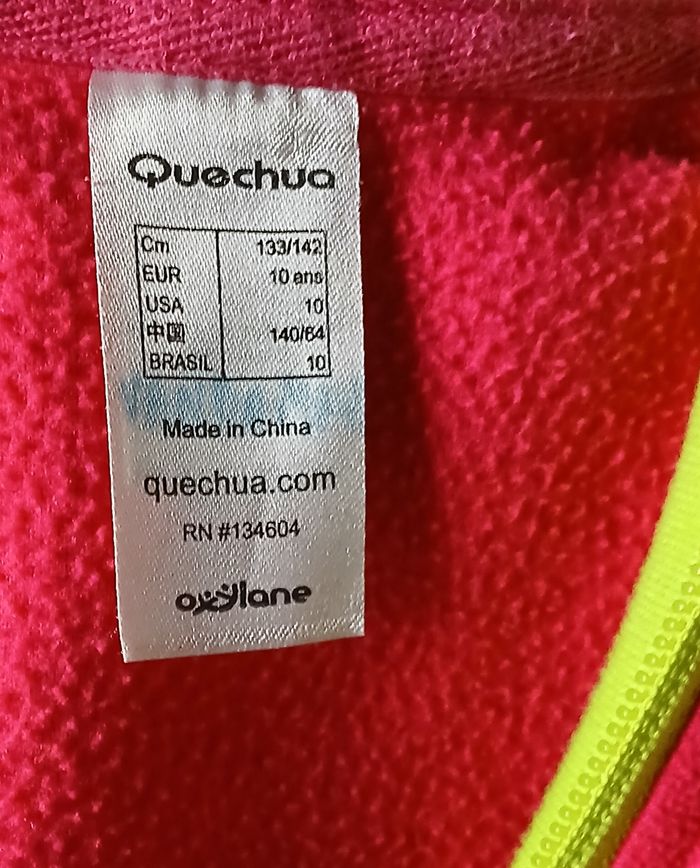 Quechua
Cm 133/142
EUR 10 ans
USA 10
中國 140/64
BRASIL 10
Made in China
quechua.com
RN #134604
oxylane